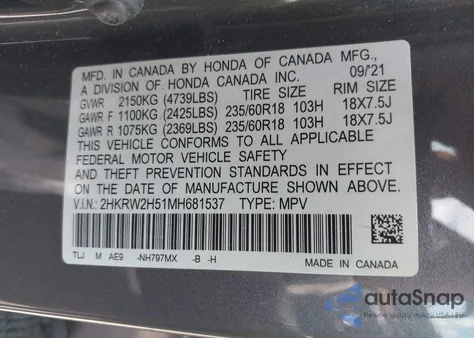 MFD. IN CANADA BY HONDA OF CANADA MFG.,
A DIVISION OF HONDA CANADA INC. 09/21
GVWR 2150KG (4739LBS) TIRE SIZE RIM SIZE
GAWR F 1100KG (2425LBS) 235/60R18 103H 18X7.5J
GAWR R 1075KG (2369LBS) 235/60R18 103H 18X7.5J
THIS VEHICLE CONFORMS TO ALL APPLICABLE
FEDERAL MOTOR VEHICLE SAFETY
AND THEFT PREVENTION STANDARDS IN EFFECT
ON THE DATE OF MANUFACTURE SHOWN ABOVE.
V.I.N.: 2HKRW2H51MH681537 TYPE: MPV
TLJ M AE9 -NH797MX -B -H
MADE IN CANADA
autoSnap